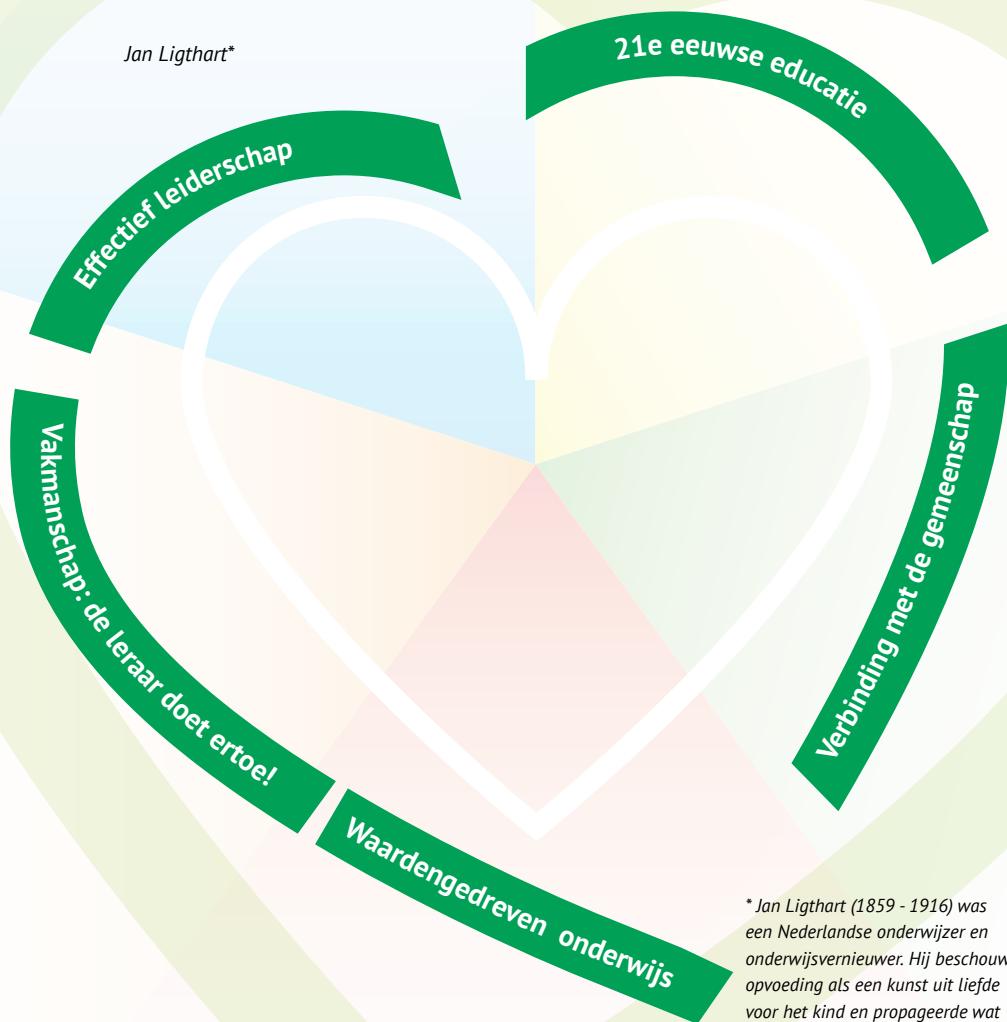 Jan Ligthart*
21e eeuwse educatie
Effectief leiderschap
Verbinding met de gemeenschap
Vakmanschap: de leraar doet ertoe!
Waardengedreven onderwijs
* Jan Ligthart (1859 - 1916) was
een Nederlandse onderwijzer en
onderwijsvernieuwer. Hij beschouw
opvoeding als een kunst uit liefde
voor het kind en propageerde wat